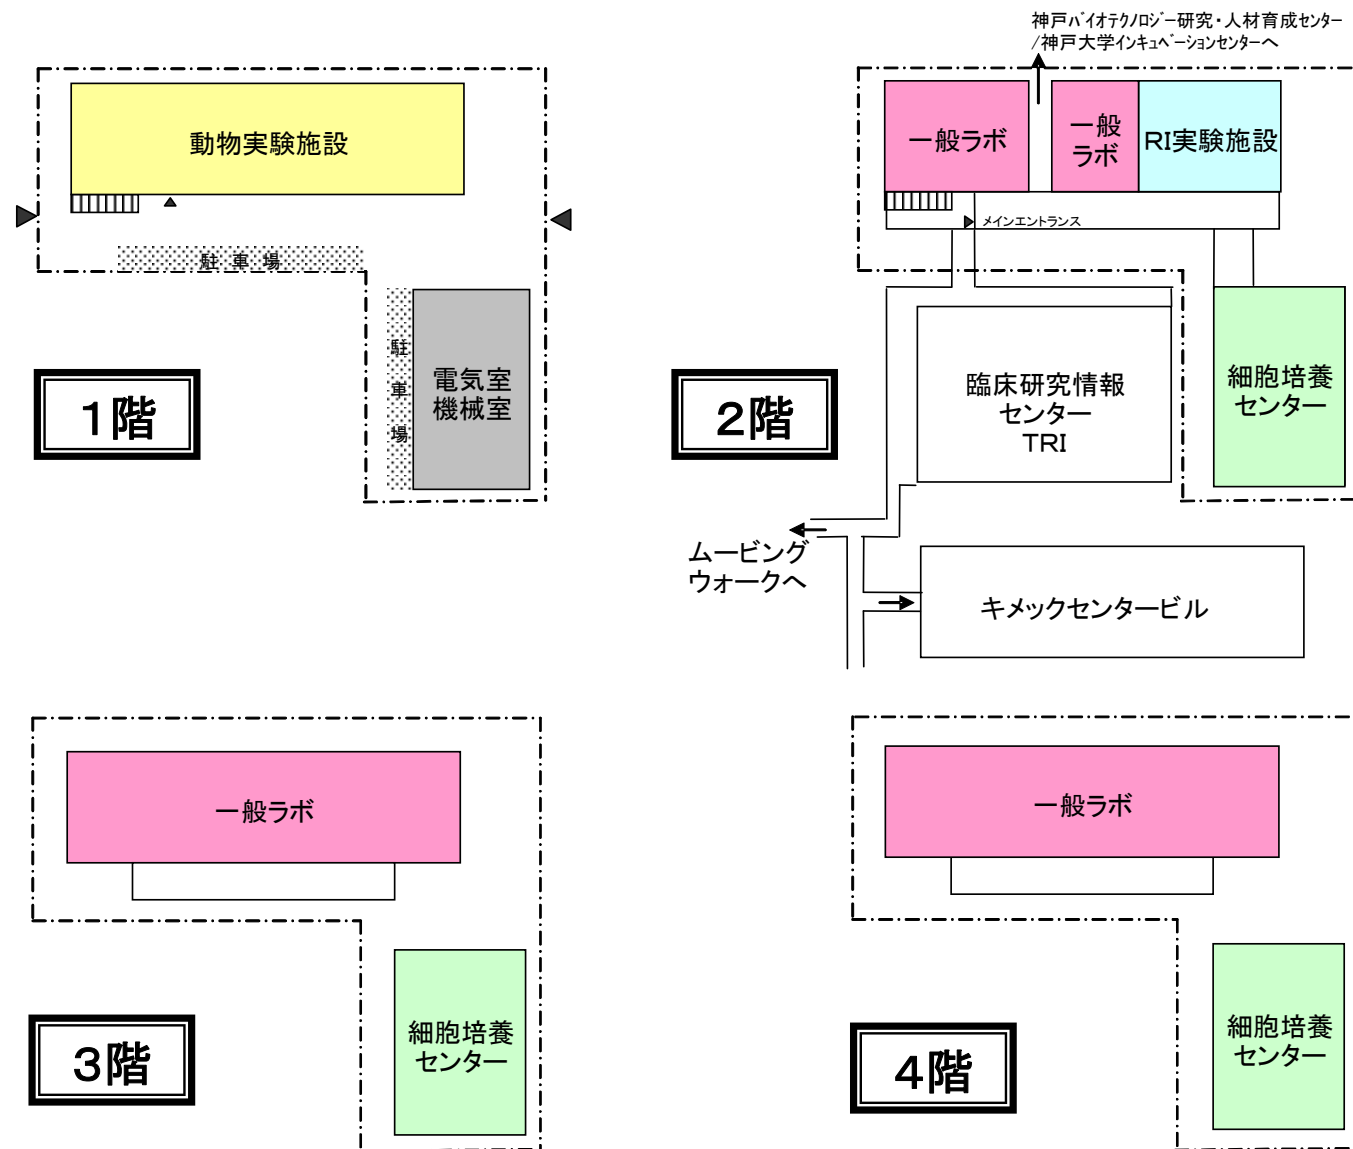 神戸ﾊﾞｲｵﾃｸﾉﾛｼﾞｰ研究・人材育成ｾﾝﾀｰ
/神戸大学ｲﾝｷｭﾍﾞｰｼｮﾝｾﾝﾀｰへ
動物実験施設
駐車場
駐車場
電気室
機械室
1階
一般ラボ
一般
ラボ
RI実験施設
メインエントランス
臨床研究情報
センター
TRI
細胞培養
センター
2階
ムービング
ウォークへ
キメックセンタービル
一般ラボ
細胞培養
センター
3階
一般ラボ
細胞培養
センター
4階